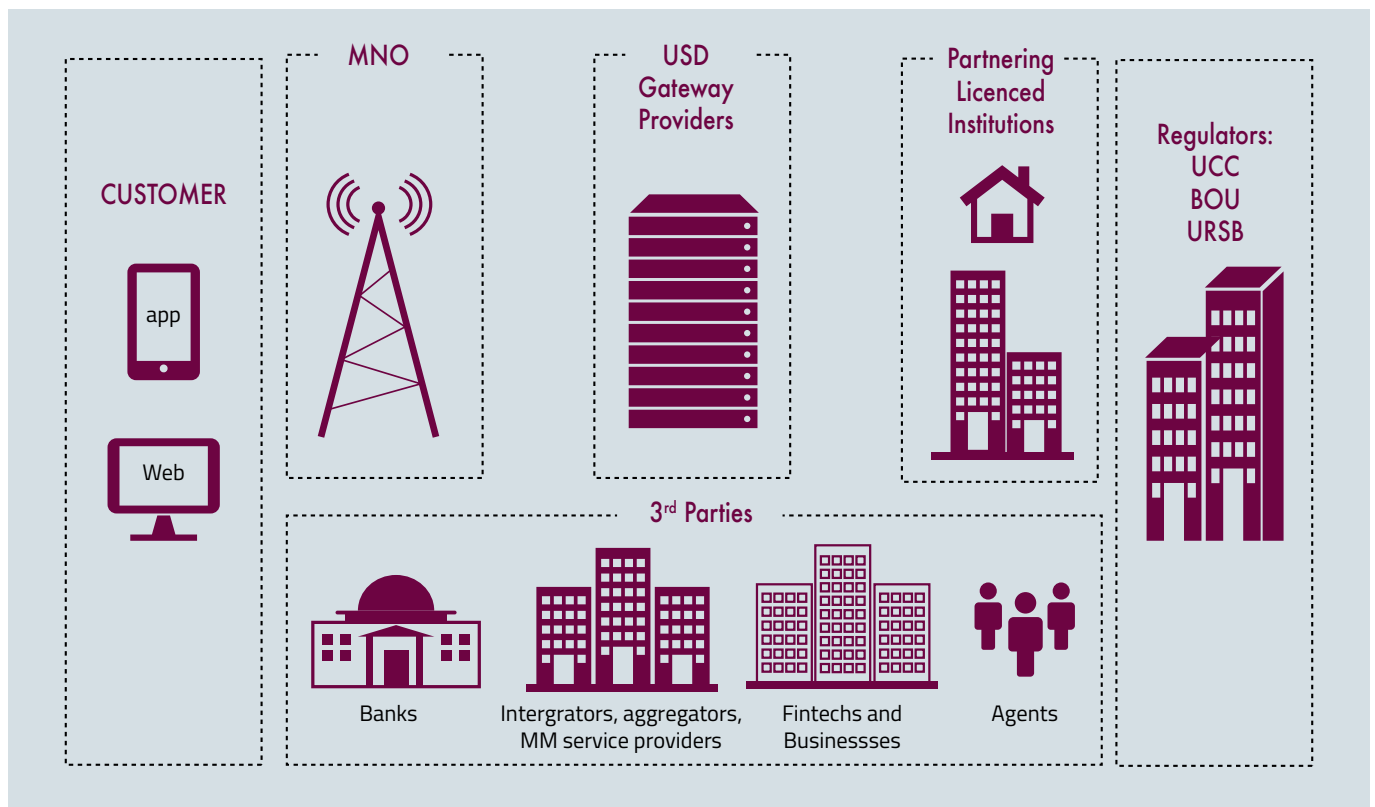 CUSTOMER
app
Web
MNO
USD
Gateway
Providers
Partnering
Licenced
Institutions
Regulators:
UCC
BOU
URSB
3rd Parties
Banks
Intergrators, aggregators,
MM service providers
Fintechs and
Businessses
Agents